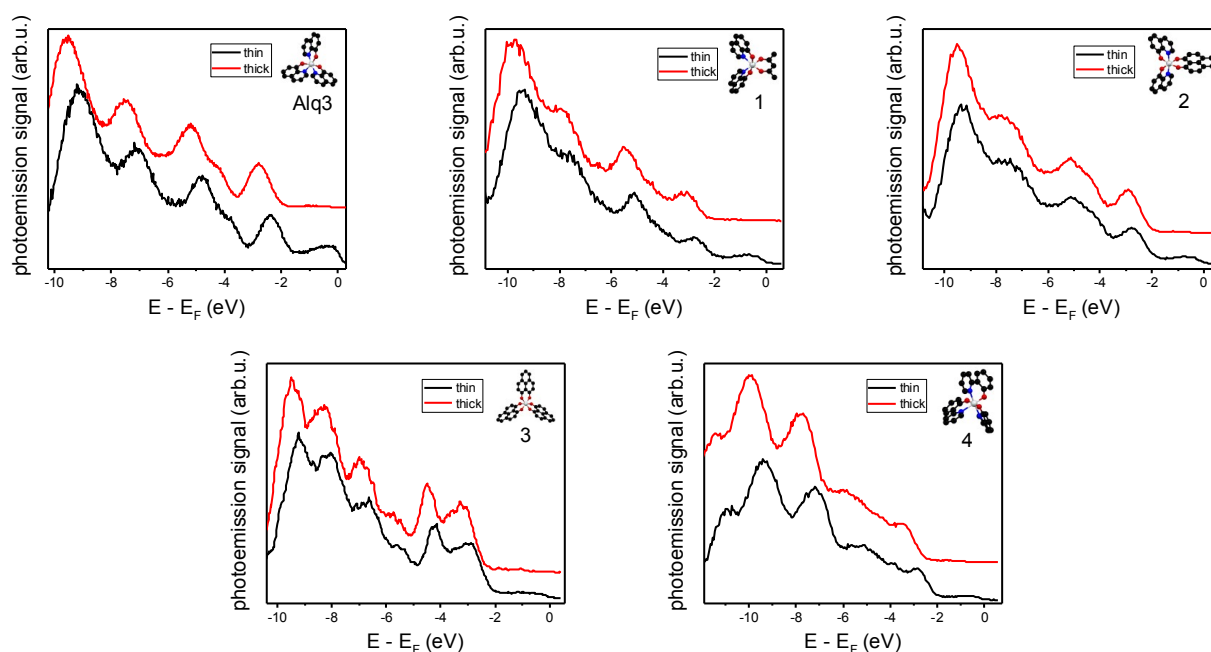 photoemission signal (arb.u.)
thin
thick
Alq3
-10 -8 -6 -4 -2 0
E - E_F (eV)
photoemission signal (arb.u.)
thin
thick
1
-10 -8 -6 -4 -2 0
E - E_F (eV)
photoemission signal (arb.u.)
thin
thick
2
-10 -8 -6 -4 -2 0
E - E_F (eV)
photoemission signal (arb.u.)
thin
thick
3
-10 -8 -6 -4 -2 0
E - E_F (eV)
photoemission signal (arb.u.)
thin
thick
4
-10 -8 -6 -4 -2 0
E - E_F (eV)